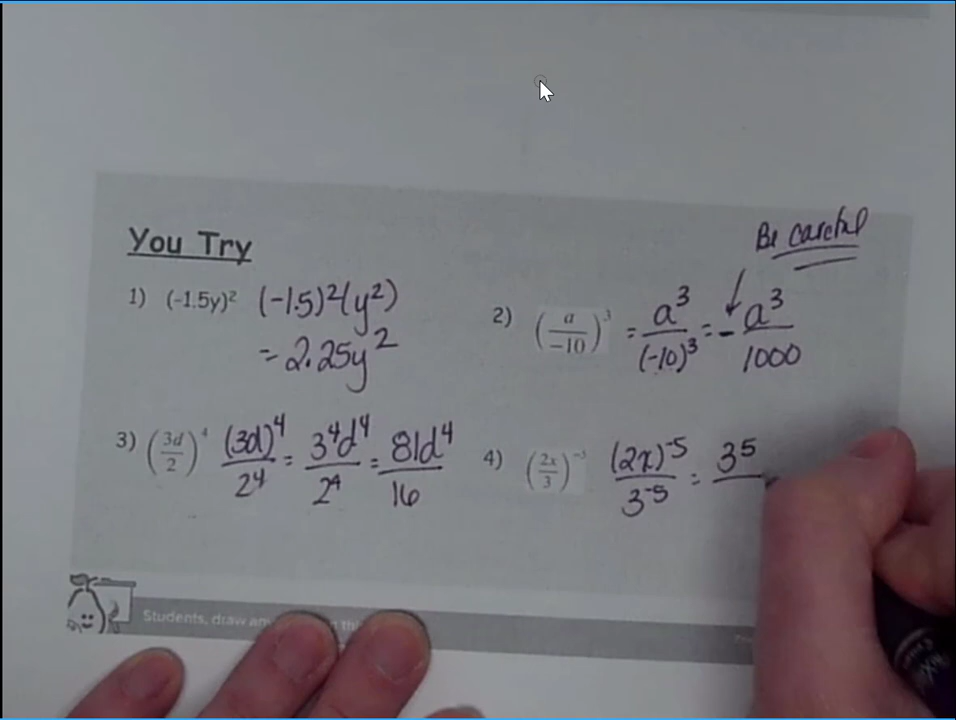 Be careful
You Try
1) (-1.5y)² (-1.5)²(y²)
= 2.25y²
2) (a/-10)³ = a³/(-10)³ = - a³/1000
3) (3d/2)⁴ (3d)⁴/2⁴ = 3⁴d⁴/2⁴ = 81d⁴/16
4) (2x/3)⁻⁵ (2x)⁻⁵/3⁻⁵ = 3⁵
Students, draw